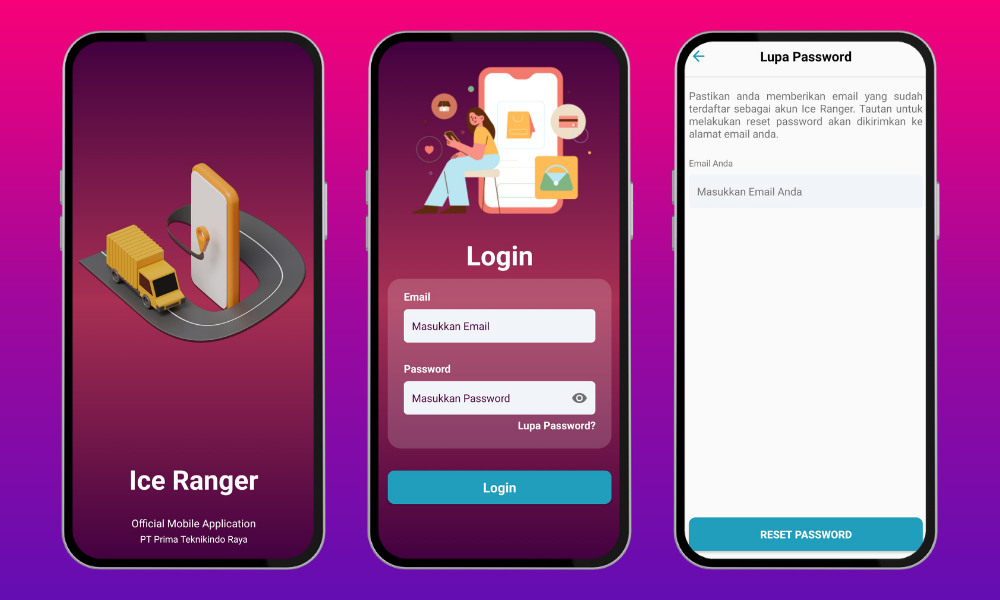 Ice Ranger
Official Mobile Application
PT Prima Teknikindo Raya
Login
Email
Masukkan Email
Password
Masukkan Password
Lupa Password?
Login
Lupa Password
Pastikan anda memberikan email yang sudah
terdaftar sebagai akun Ice Ranger. Tautan untuk
melakukan reset password akan dikirimkan ke
alamat email anda.
Email Anda
Masukkan Email Anda
RESET PASSWORD